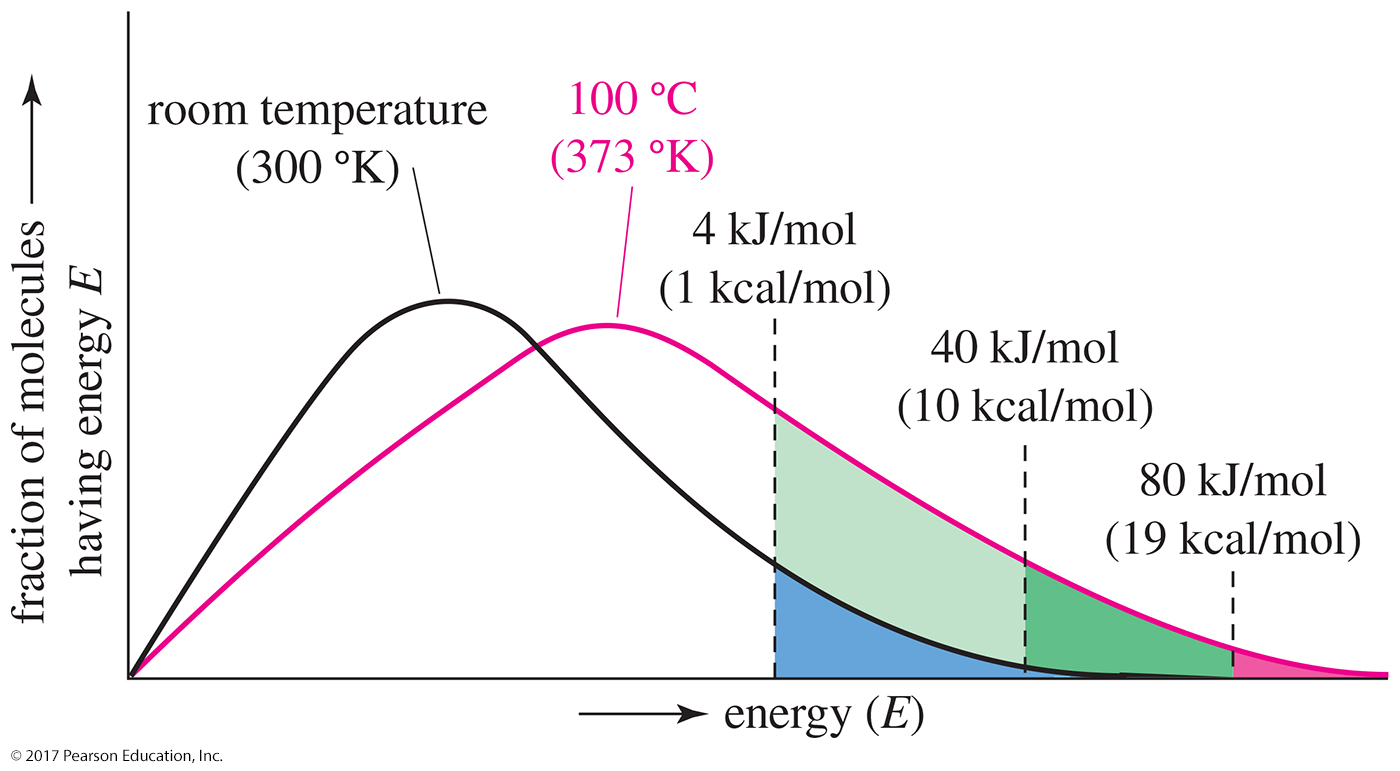 room temperature
(300 °K)
100 °C
(373 °K)
4 kJ/mol
(1 kcal/mol)
40 kJ/mol
(10 kcal/mol)
80 kJ/mol
(19 kcal/mol)
fraction of molecules
having energy E
energy (E)
© 2017 Pearson Education, Inc.